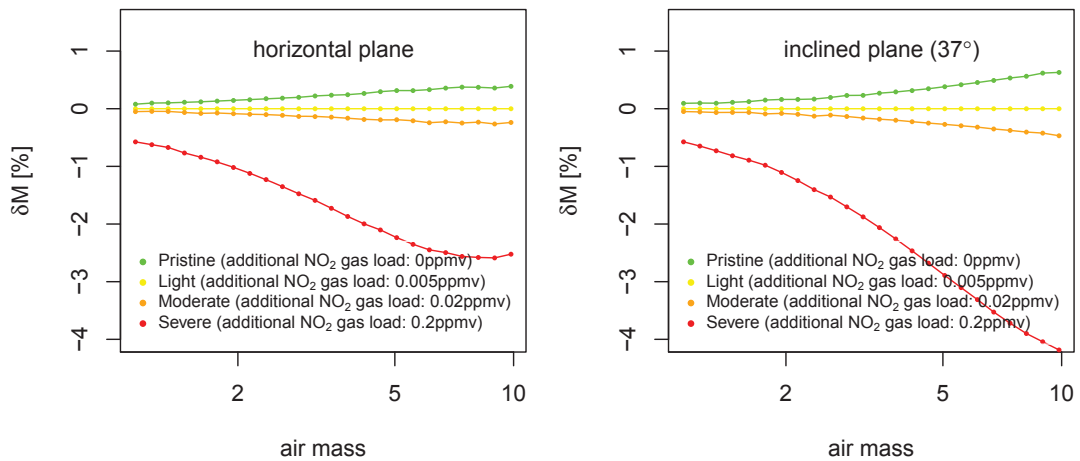 horizontal plane
δM [%]
1
0
−1
−2
−3
−4
Pristine (additional NO₂ gas load: 0ppmv)
Light (additional NO₂ gas load: 0.005ppmv)
Moderate (additional NO₂ gas load: 0.02ppmv)
Severe (additional NO₂ gas load: 0.2ppmv)
2
5
10
air mass
inclined plane (37°)
δM [%]
1
0
−1
−2
−3
−4
Pristine (additional NO₂ gas load: 0ppmv)
Light (additional NO₂ gas load: 0.005ppmv)
Moderate (additional NO₂ gas load: 0.02ppmv)
Severe (additional NO₂ gas load: 0.2ppmv)
2
5
10
air mass